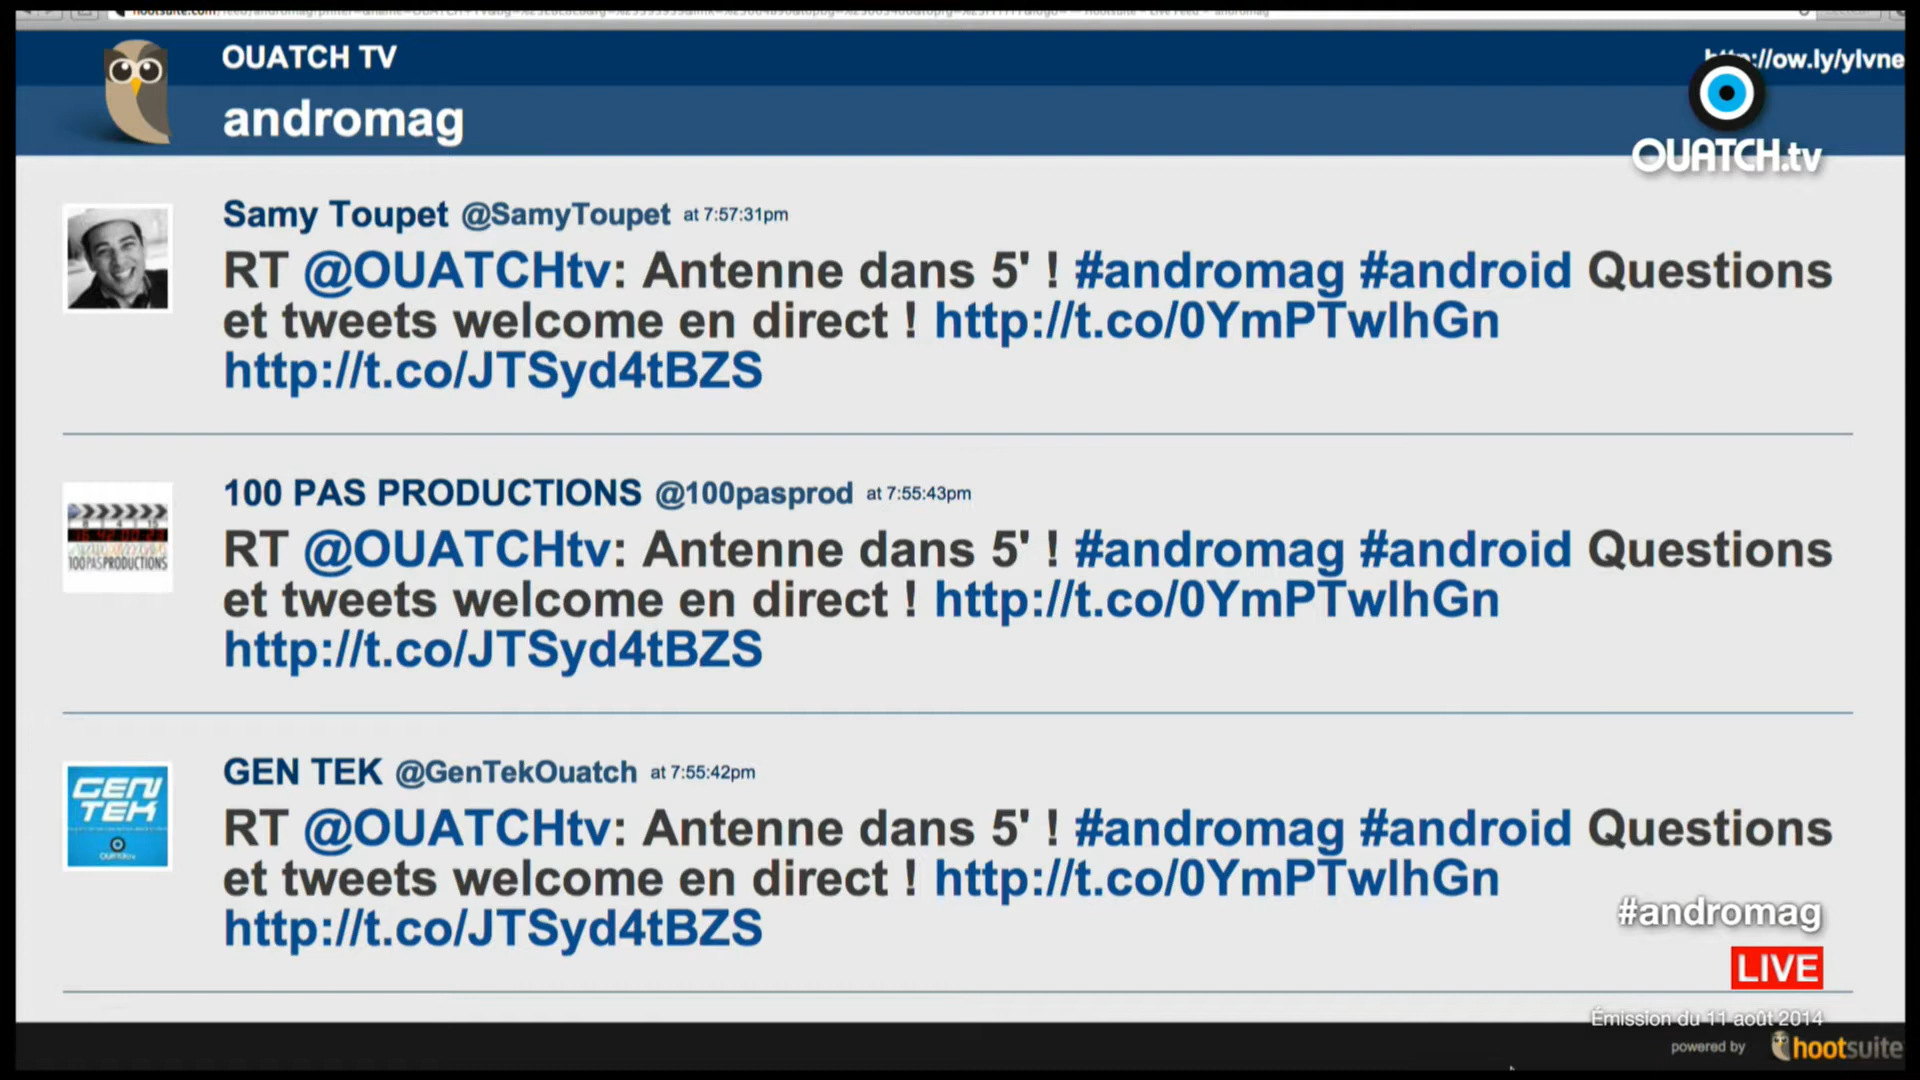 OUATCH TV
http://ow.ly/ylvne
andromag
OUATCH.tv
Samy Toupet @SamyToupet at 7:57:31pm
RT @OUATCHtv: Antenne dans 5' ! #andromag #android Questions
et tweets welcome en direct ! http://t.co/0YmPTwlhGn
http://t.co/JTSyd4tBZS
100 PAS PRODUCTIONS @100pasprod at 7:55:43pm
RT @OUATCHtv: Antenne dans 5' ! #andromag #android Questions
et tweets welcome en direct ! http://t.co/0YmPTwlhGn
http://t.co/JTSyd4tBZS
100PASPRODUCTIONS
GEN TEK @GenTekOuatch at 7:55:42pm
RT @OUATCHtv: Antenne dans 5' ! #andromag #android Questions
et tweets welcome en direct ! http://t.co/0YmPTwlhGn
http://t.co/JTSyd4tBZS
GEN
TEK
#andromag
LIVE
Émission du 11 août 2014
powered by hootsuite